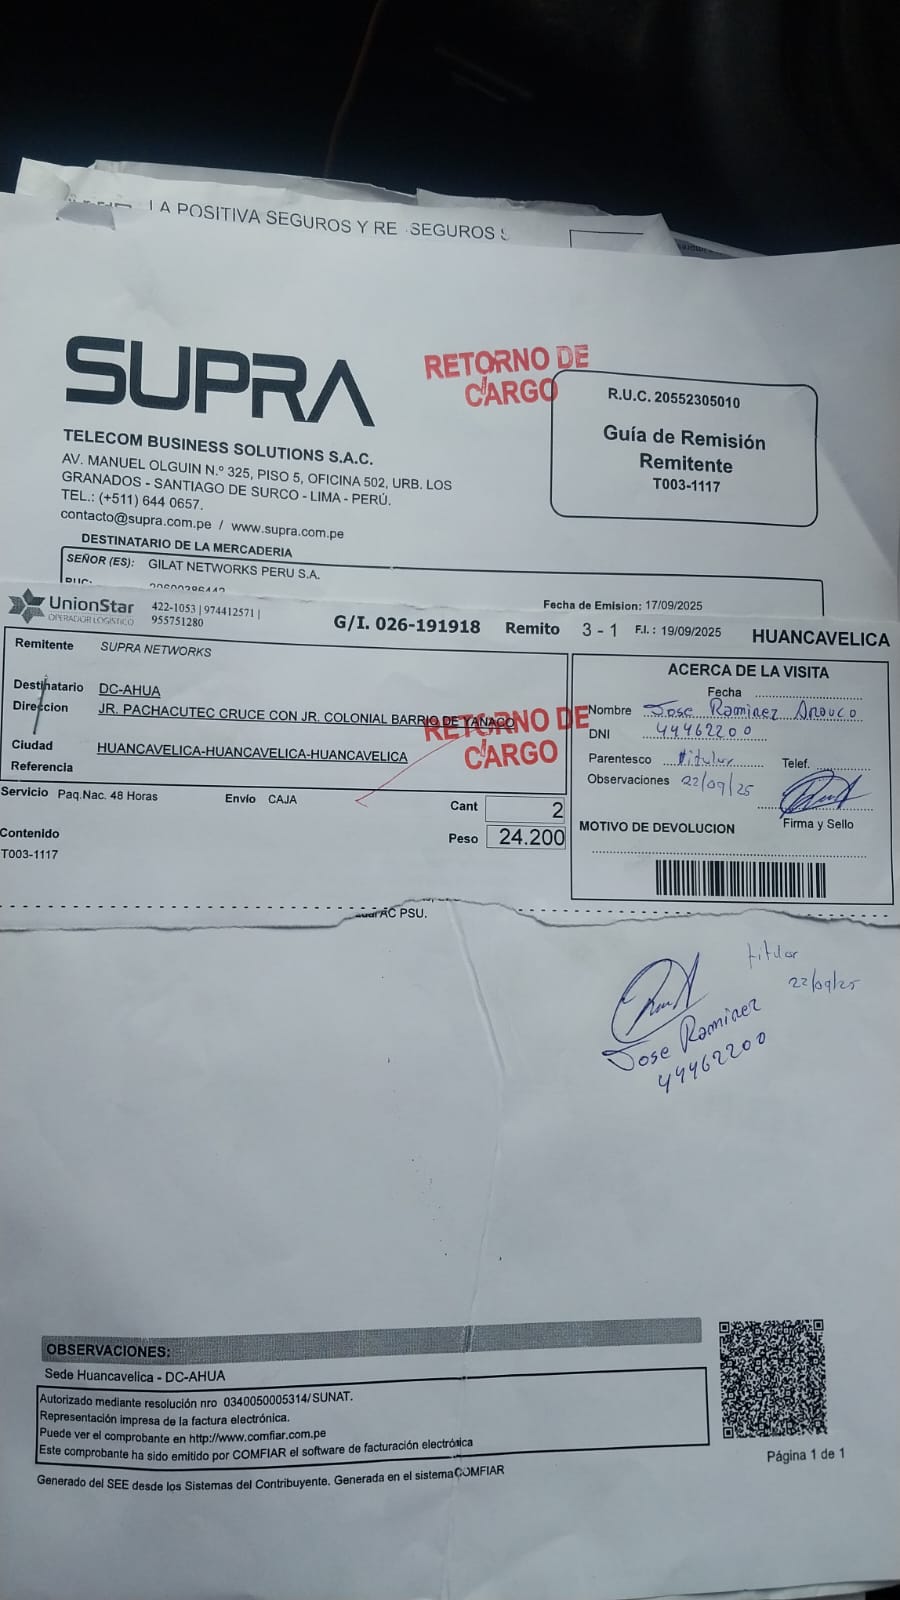 LA POSITIVA SEGUROS Y RE SEGUROS S
SUPRA
RETORNO DE
CARGO
TELECOM BUSINESS SOLUTIONS S.A.C.
AV. MANUEL OLGUIN N.º 325, PISO 5, OFICINA 502, URB. LOS
GRANADOS - SANTIAGO DE SURCO - LIMA - PERÚ.
TEL.: (+511) 644 0657.
contacto@supra.com.pe / www.supra.com.pe
R.U.C. 20552305010
Guía de Remisión
Remitente
T003-1117
DESTINATARIO DE LA MERCADERIA
SEÑOR (ES): GILAT NETWORKS PERU S.A.
RUC:
Fecha de Emision: 17/09/2025
UnionStar
OPERADOR LOGÍSTICO
422-1053 | 974412571 |
955751280
G/I. 026-191918 Remito 3 - 1 F.I. : 19/09/2025 HUANCAVELICA
Remitente SUPRA NETWORKS
Destinatario DC-AHUA
Direccion JR. PACHACUTEC CRUCE CON JR. COLONIAL BARRIO DE YANACO
RETORNO DE
CARGO
Ciudad HUANCAVELICA-HUANCAVELICA-HUANCAVELICA
Referencia
Servicio Paq.Nac. 48 Horas Envío CAJA Cant 2
Peso 24.200
Contenido
T003-1117
ACERCA DE LA VISITA
Fecha
Nombre Jose Ramirez Arauco
DNI 44462200
Parentesco titular Telef.
Observaciones 22/09/25
Firma y Sello
MOTIVO DE DEVOLUCION
AC PSU.
titular
22/09/25
Jose Ramirez
44462200
OBSERVACIONES:
Sede Huancavelica - DC-AHUA
Autorizado mediante resolución nro 0340050005314/SUNAT.
Representación impresa de la factura electrónica.
Puede ver el comprobante en http://www.comfiar.com.pe
Este comprobante ha sido emitido por COMFIAR el software de facturación electrónica
Página 1 de 1
Generado del SEE desde los Sistemas del Contribuyente. Generada en el sistema COMFIAR